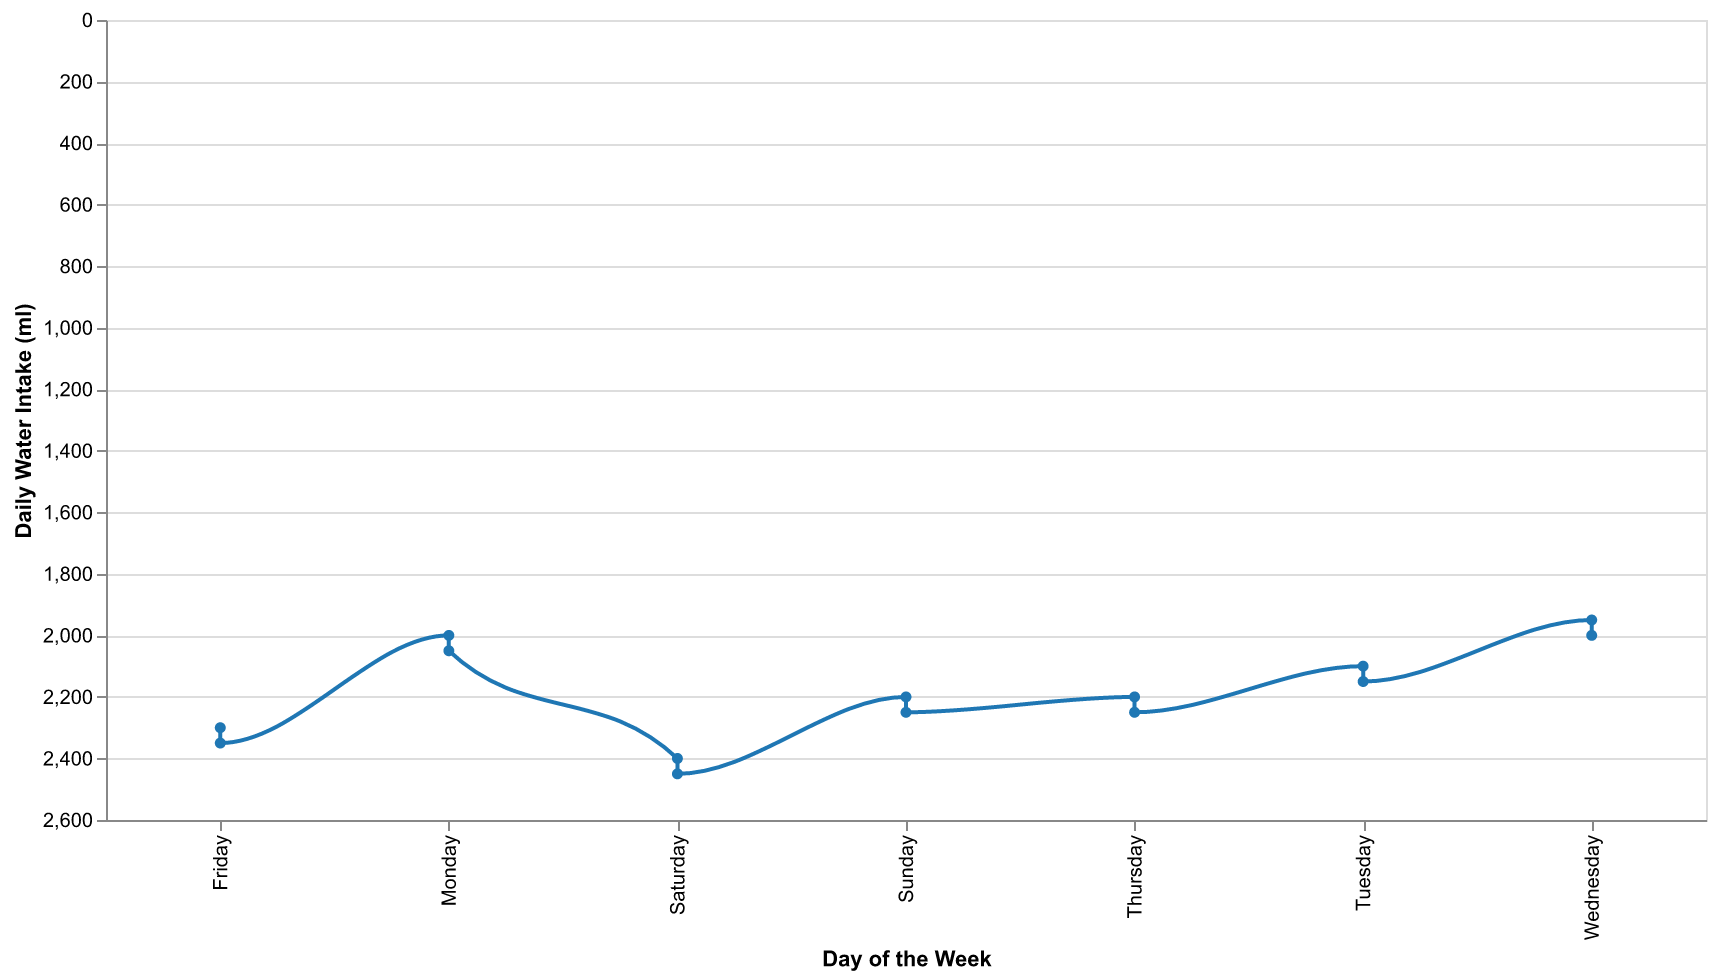 0
200
400
600
800
1,000
1,200
1,400
1,600
1,800
2,000
2,200
2,400
2,600
Daily Water Intake (ml)
Friday
Monday
Saturday
Sunday
Thursday
Tuesday
Wednesday
Day of the Week